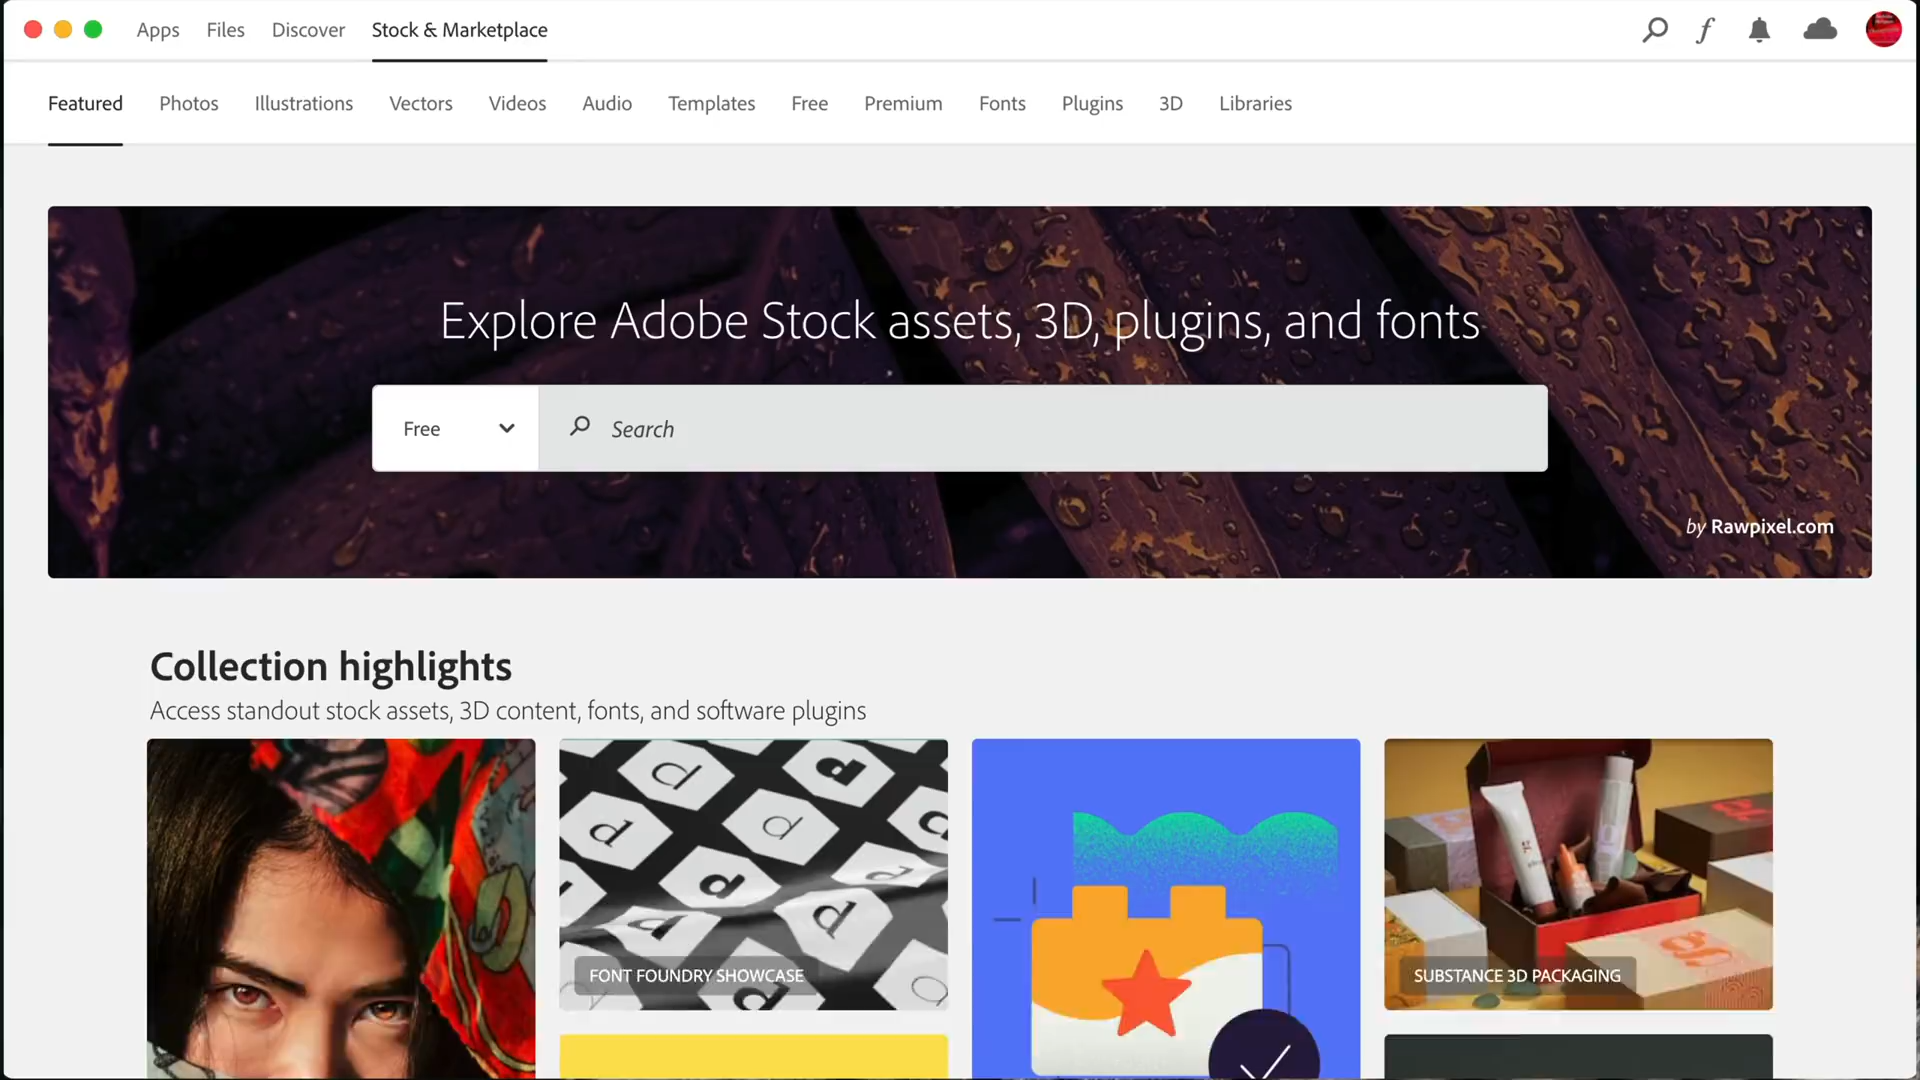 Apps Files Discover Stock & Marketplace
Featured Photos Illustrations Vectors Videos Audio Templates Free Premium Fonts Plugins 3D Libraries
Explore Adobe Stock assets, 3D, plugins, and fonts
Free Search
by Rawpixel.com
Collection highlights
Access standout stock assets, 3D content, fonts, and software plugins
FONT FOUNDRY SHOWCASE
SUBSTANCE 3D PACKAGING